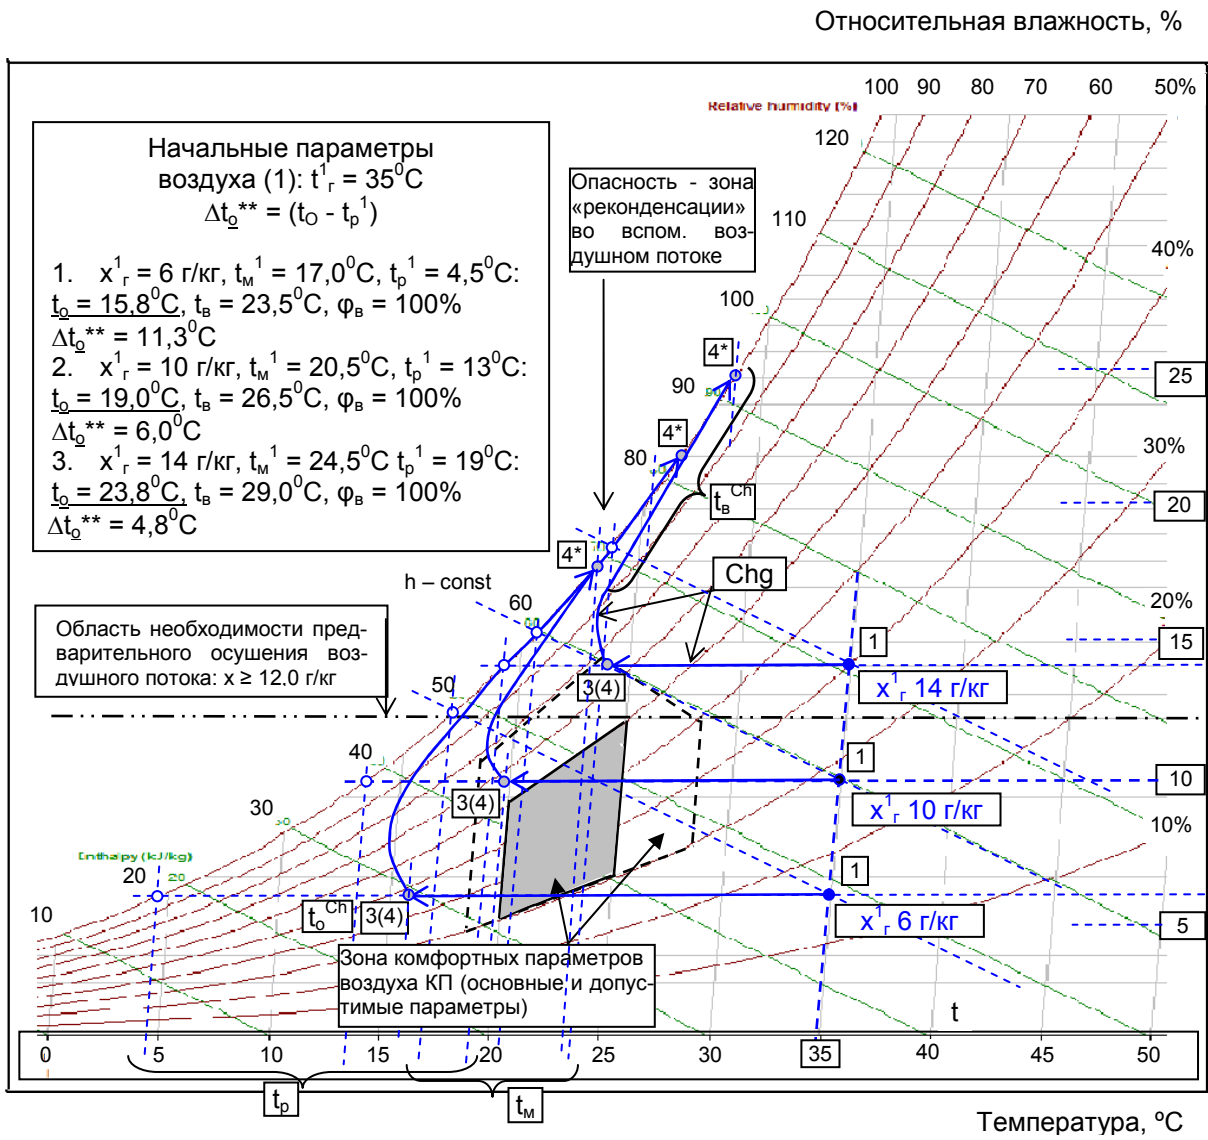 Относительная влажность, %
100 90 80 70 60 50%
Relative humidity (%)
120
110
100
90
80
60
50
40
30
20
10
40%
30%
20%
10%
Начальные параметры
воздуха (1): t¹г = 35⁰C
Δto** = (tO - tр¹)
1. x¹г = 6 г/кг, tм¹ = 17,0⁰C, tр¹ = 4,5⁰C:
to = 15,8⁰C, tв = 23,5⁰C, φв = 100%
Δto** = 11,3⁰C
2. x¹г = 10 г/кг, tм¹ = 20,5⁰C, tр¹ = 13⁰C:
to = 19,0⁰C, tв = 26,5⁰C, φв = 100%
Δto** = 6,0⁰C
3. x¹г = 14 г/кг, tм¹ = 24,5⁰C tр¹ = 19⁰C:
to = 23,8⁰C, tв = 29,0⁰C, φв = 100%
Δto** = 4,8⁰C
Опасность - зона
«реконденсации»
во вспом. воз-
душном потоке
4*
4*
4*
tвCh
Chg
h – const
Область необходимости пред-
варительного осушения воз-
душного потока: x ≥ 12,0 г/кг
25
20
15
10
5
1
x¹г 14 г/кг
1
x¹г 10 г/кг
1
x¹г 6 г/кг
3(4)
3(4)
3(4)
toCh
Enthalpy (kJ/kg)
20
Зона комфортных параметров
воздуха КП (основные и допус-
тимые параметры)
t
0 5 10 15 20 25 30 35 40 45 50
tр
tм
Температура, ºC